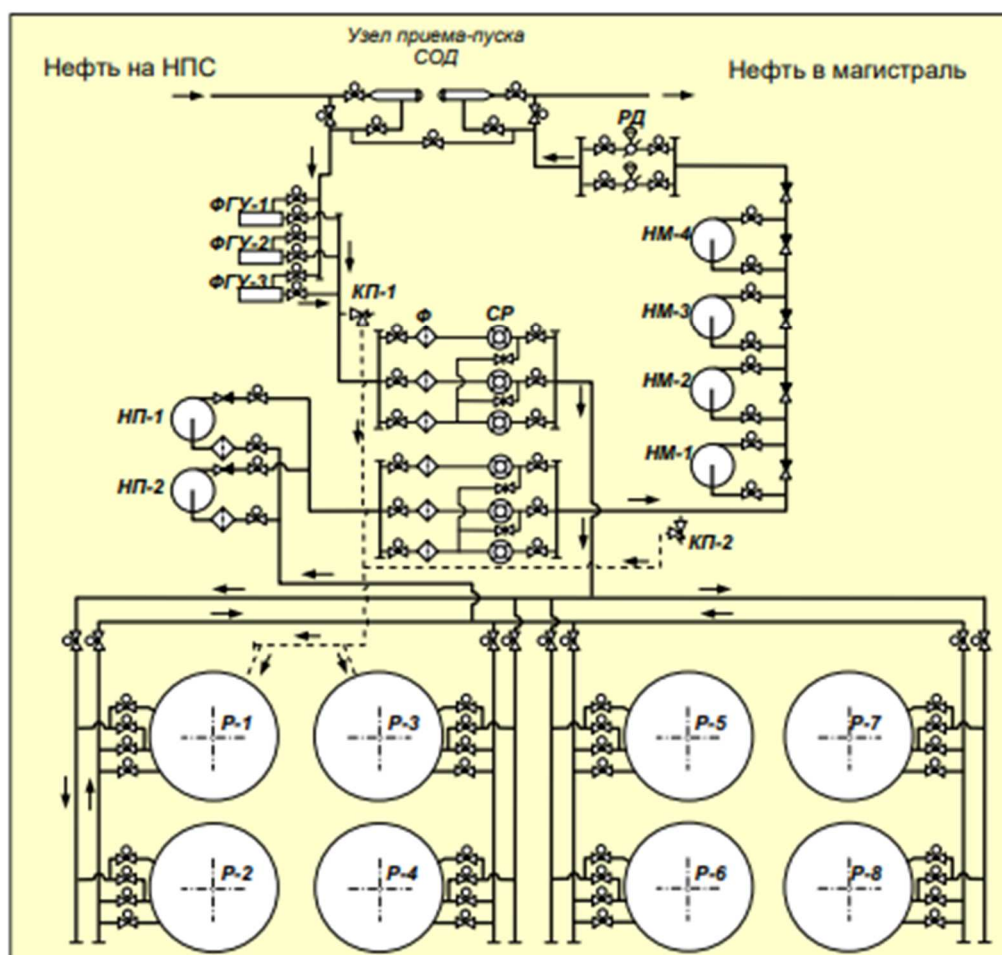 Узел приема-пуска
СОД
Нефть на НПС
Нефть в магистраль
РД
ФГУ-1
ФГУ-2
ФГУ-3
КП-1
Ф
СР
НМ-4
НМ-3
НМ-2
НМ-1
НП-1
НП-2
КП-2
Р-1
Р-3
Р-5
Р-7
Р-2
Р-4
Р-6
Р-8